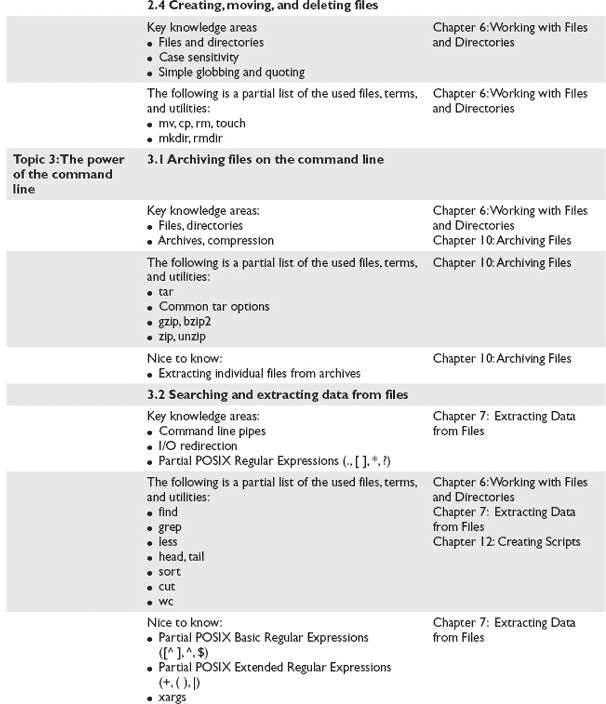 2.4 Creating, moving, and deleting files
Key knowledge areas
• Files and directories
• Case sensitivity
• Simple globbing and quoting
Chapter 6: Working with Files
and Directories
The following is a partial list of the used files, terms,
and utilities:
• mv, cp, rm, touch
• mkdir, rmdir
Chapter 6: Working with Files
and Directories
Topic 3: The power
of the command
line
3.1 Archiving files on the command line
Key knowledge areas:
• Files, directories
• Archives, compression
Chapter 6: Working with Files
and Directories
Chapter 10: Archiving Files
The following is a partial list of the used files, terms,
and utilities:
• tar
• Common tar options
• gzip, bzip2
• zip, unzip
Chapter 10: Archiving Files
Nice to know:
• Extracting individual files from archives
Chapter 10: Archiving Files
3.2 Searching and extracting data from files
Key knowledge areas:
• Command line pipes
• I/O redirection
• Partial POSIX Regular Expressions (., [ ], *, ?)
Chapter 7: Extracting Data
from Files
The following is a partial list of the used files, terms,
and utilities:
• find
• grep
• less
• head, tail
• sort
• cut
• wc
Chapter 6: Working with Files
and Directories
Chapter 7: Extracting Data
from Files
Chapter 12: Creating Scripts
Nice to know:
• Partial POSIX Basic Regular Expressions
([^ ], ^, $)
• Partial POSIX Extended Regular Expressions
(+, ( ), |)
• xargs
Chapter 7: Extracting Data
from Files